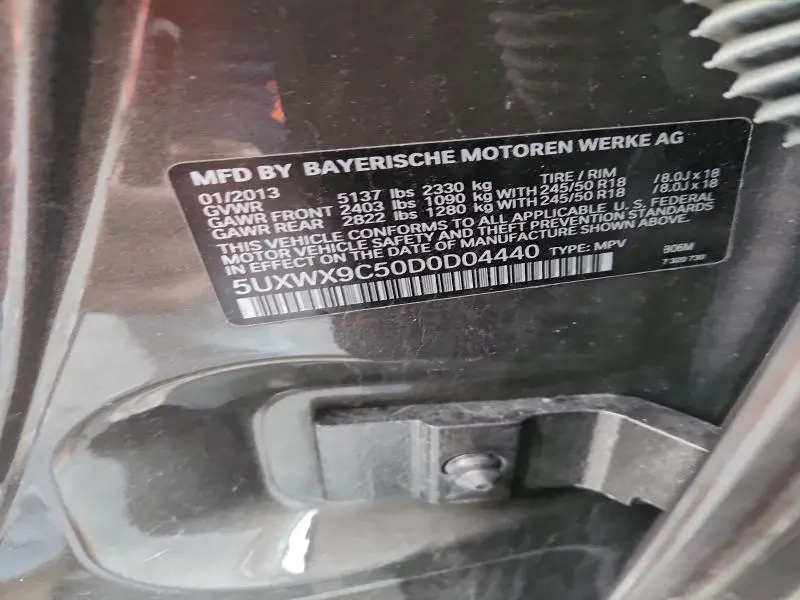 MFD BY BAYERISCHE MOTOREN WERKE AG
01/2013 TIRE / RIM
GVWR 5137 lbs 2330 kg
GAWR FRONT 2403 lbs 1090 kg WITH 245/50 R18 /8.0J x 18
GAWR REAR 2822 lbs 1280 kg WITH 245/50 R18 /8.0J x 18
THIS VEHICLE CONFORMS TO ALL APPLICABLE U. S. FEDERAL
MOTOR VEHICLE SAFETY AND THEFT PREVENTION STANDARDS
IN EFFECT ON THE DATE OF MANUFACTURE SHOWN ABOVE.
5UXWX9C50D0D04440 TYPE: MPV 806M
7 320 730